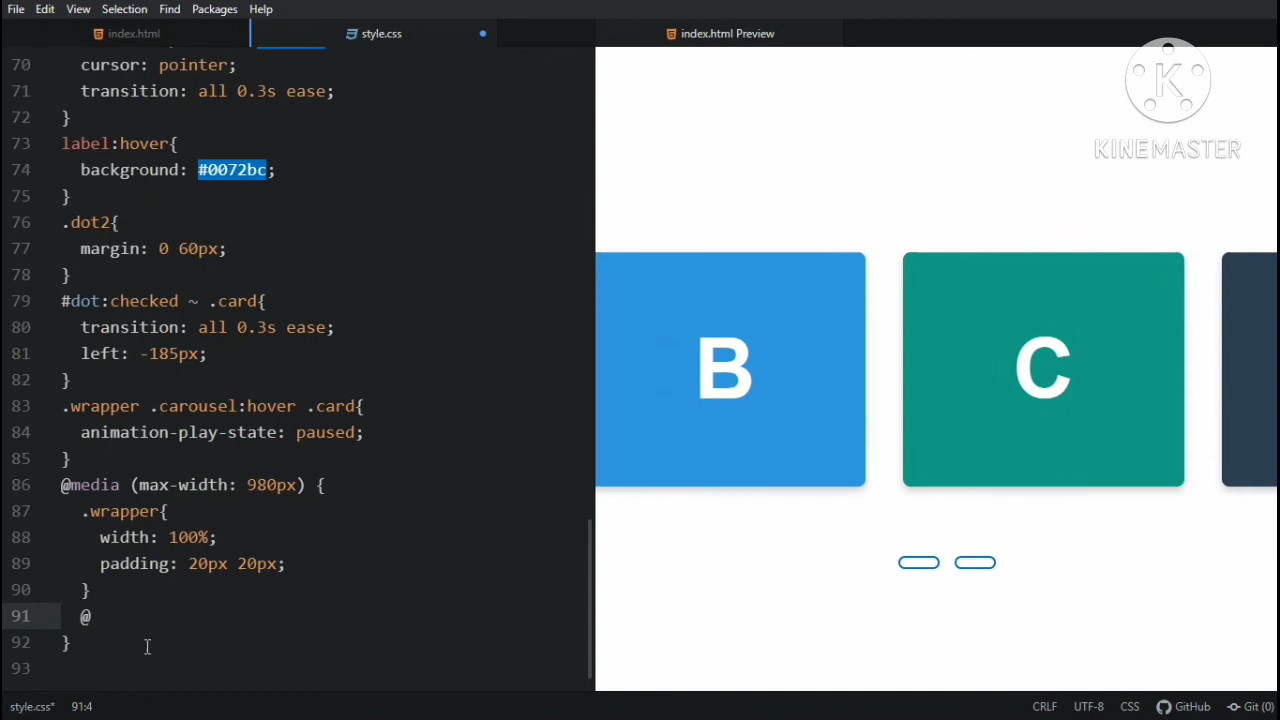 File Edit View Selection Find Packages Help
index.html style.css index.html Preview
70 cursor: pointer;
71 transition: all 0.3s ease;
72 }
73 label:hover{
74 background: #0072bc;
75 }
76 .dot2{
77 margin: 0 60px;
78 }
79 #dot:checked ~ .card{
80 transition: all 0.3s ease;
81 left: -185px;
82 }
83 .wrapper .carousel:hover .card{
84 animation-play-state: paused;
85 }
86 @media (max-width: 980px) {
87 .wrapper{
88 width: 100%;
89 padding: 20px 20px;
90 }
91 @
92 }
93
K
KINEMASTER
B C
style.css* 91:4 CRLF UTF-8 CSS GitHub Git (0)